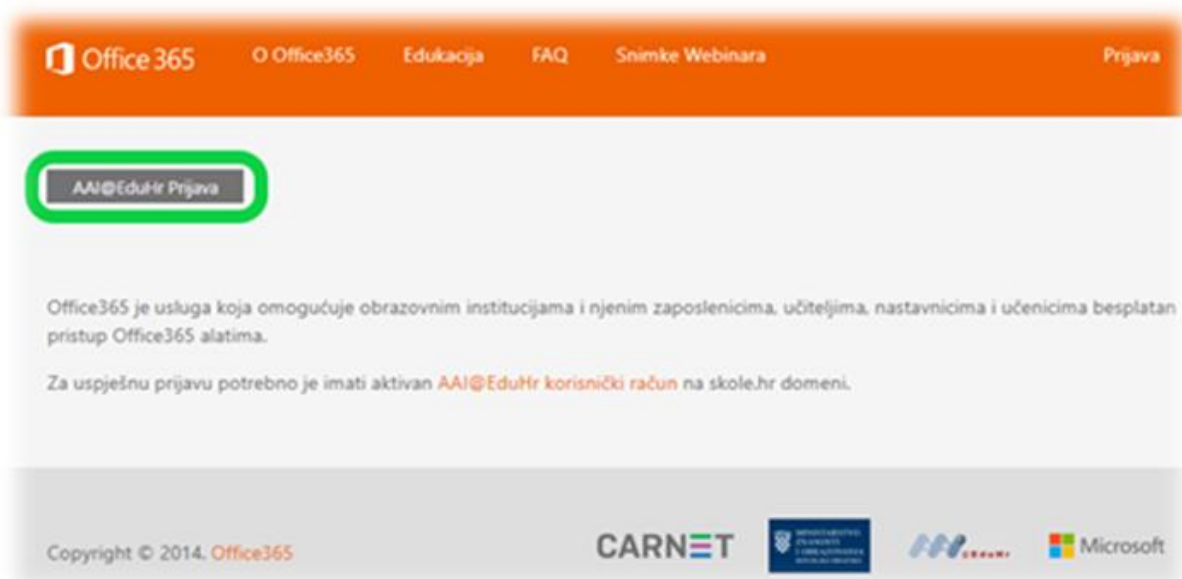 Office 365 O Office365 Edukacija FAQ Snimke Webinara Prijava
AAI@EduHr Prijava
Office365 je usluga koja omogućuje obrazovnim institucijama i njenim zaposlenicima, učiteljima, nastavnicima i učenicima besplatan
pristup Office365 alatima.
Za uspješnu prijavu potrebno je imati aktivan AAI@EduHr korisnički račun na skole.hr domeni.
Copyright © 2014. Office365 CARNET Microsoft